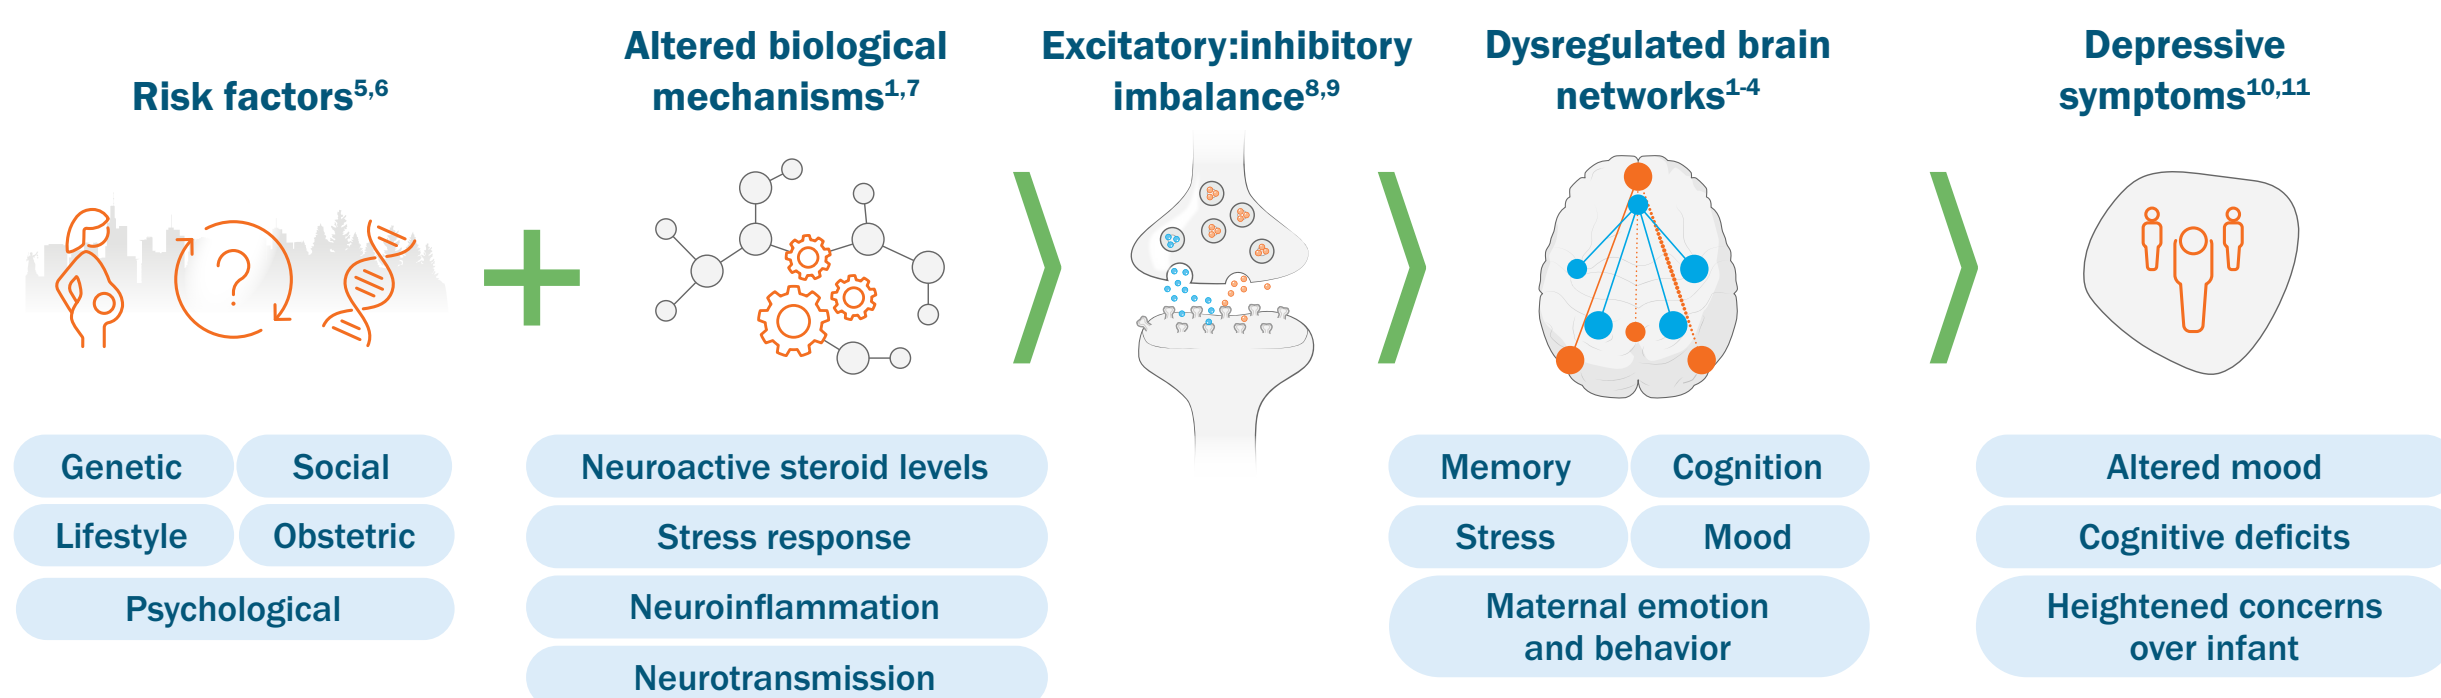 Risk factors5,6
Altered biological
mechanisms1,7
Excitatory:inhibitory
imbalance8,9
Dysregulated brain
networks1-4
Depressive
symptoms10,11
?
Genetic
Social
Lifestyle
Obstetric
Psychological
Neuroactive steroid levels
Stress response
Neuroinflammation
Neurotransmission
Memory
Cognition
Stress
Mood
Maternal emotion
and behavior
Altered mood
Cognitive deficits
Heightened concerns
over infant